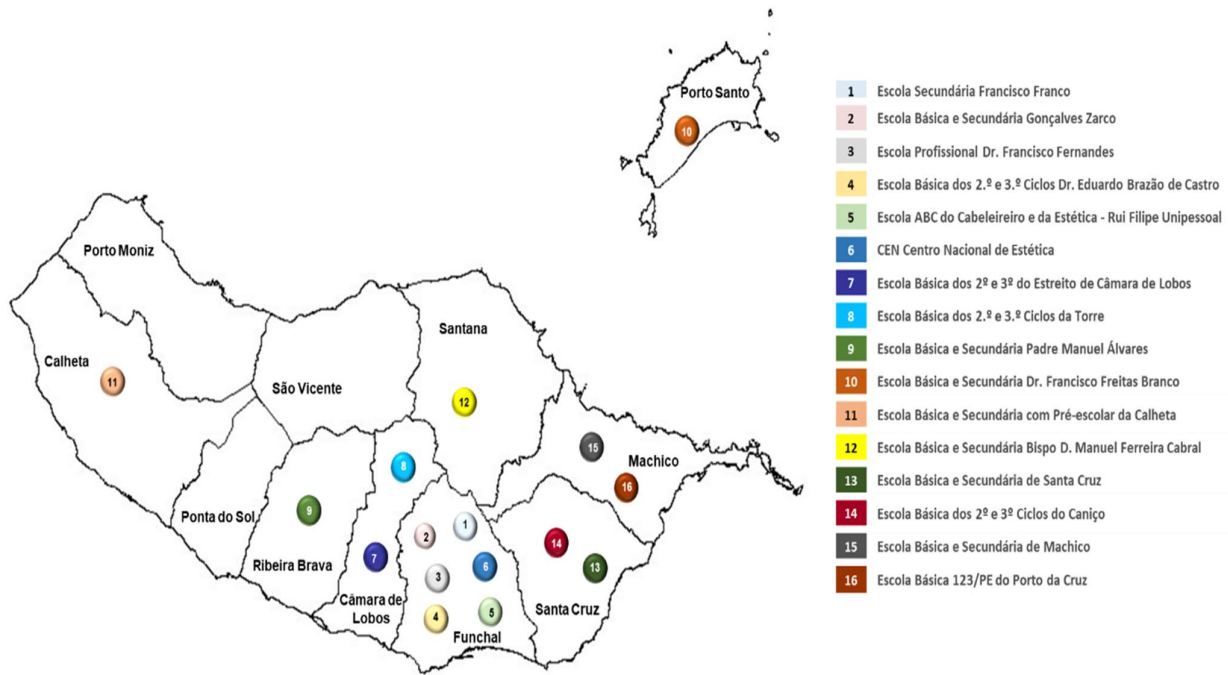 Porto Santo
10
Porto Moniz
Santana
Calheta
11
São Vicente
12
15
Machico
8
16
Ponta do Sol
9
1
2
14
Ribeira Brava
7
6
13
3
Câmara de
Lobos
Santa Cruz
4
5
Funchal
1 Escola Secundária Francisco Franco
2 Escola Básica e Secundária Gonçalves Zarco
3 Escola Profissional Dr. Francisco Fernandes
4 Escola Básica dos 2.º e 3.º Ciclos Dr. Eduardo Brazão de Castro
5 Escola ABC do Cabeleireiro e da Estética - Rui Filipe Unipessoal
6 CEN Centro Nacional de Estética
7 Escola Básica dos 2º e 3º do Estreito de Câmara de Lobos
8 Escola Básica dos 2.º e 3.º Ciclos da Torre
9 Escola Básica e Secundária Padre Manuel Álvares
10 Escola Básica e Secundária Dr. Francisco Freitas Branco
11 Escola Básica e Secundária com Pré-escolar da Calheta
12 Escola Básica e Secundária Bispo D. Manuel Ferreira Cabral
13 Escola Básica e Secundária de Santa Cruz
14 Escola Básica dos 2º e 3º Ciclos do Caniço
15 Escola Básica e Secundária de Machico
16 Escola Básica 123/PE do Porto da Cruz